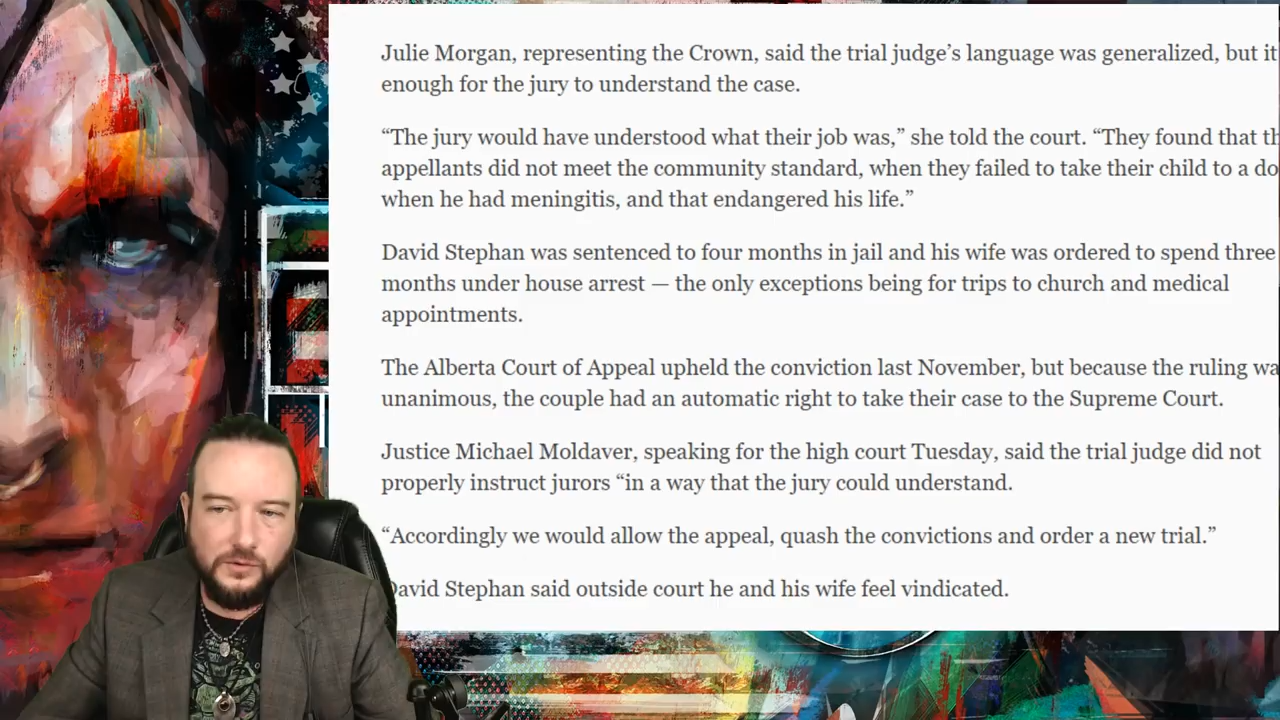 Julie Morgan, representing the Crown, said the trial judge’s language was generalized, but it
enough for the jury to understand the case.
“The jury would have understood what their job was,” she told the court. “They found that
appellants did not meet the community standard, when they failed to take their child to a
when he had meningitis, and that endangered his life.”
David Stephan was sentenced to four months in jail and his wife was ordered to spend three
months under house arrest — the only exceptions being for trips to church and medical
appointments.
The Alberta Court of Appeal upheld the conviction last November, but because the ruling
unanimous, the couple had an automatic right to take their case to the Supreme Court.
Justice Michael Moldaver, speaking for the high court Tuesday, said the trial judge did not
properly instruct jurors “in a way that the jury could understand.
“Accordingly we would allow the appeal, quash the convictions and order a new trial.”
David Stephan said outside court he and his wife feel vindicated.